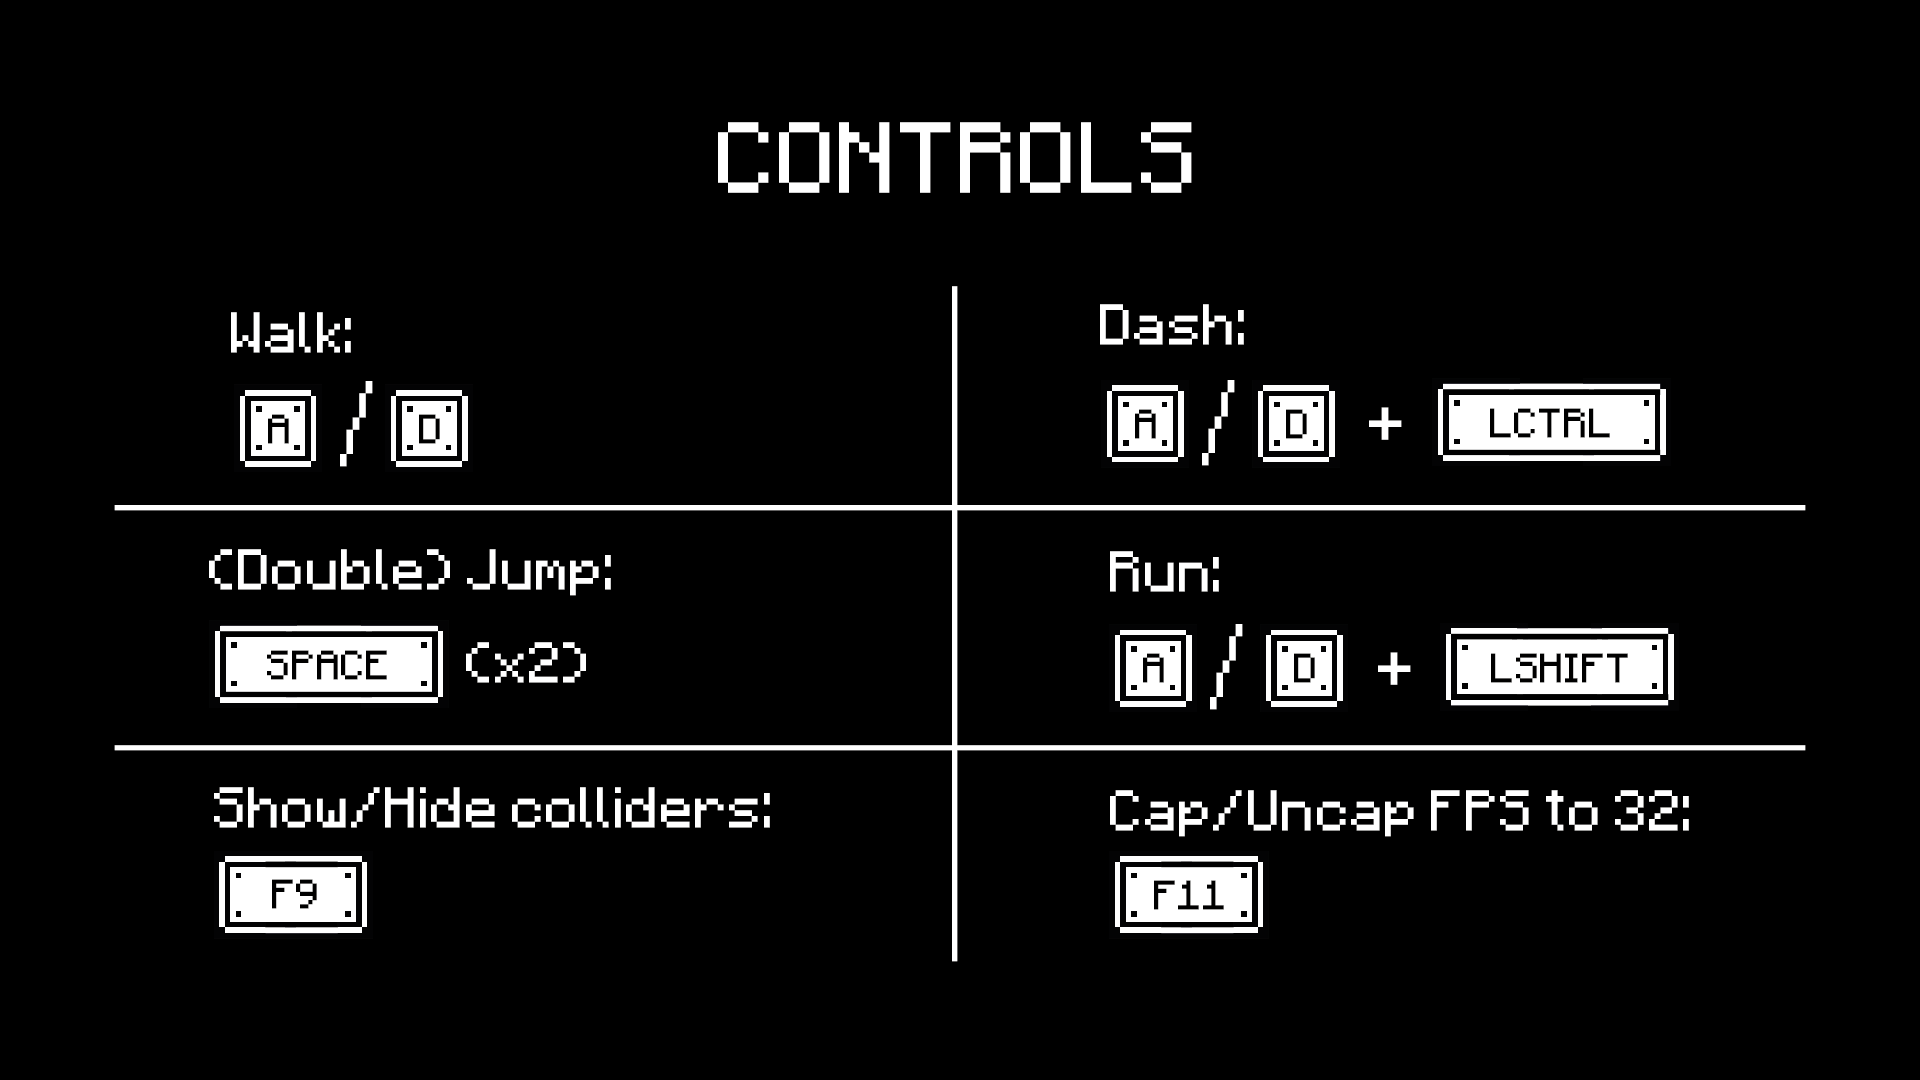 CONTROLS
Walk:
A / D
Dash:
A / D + LCTRL
(Double) Jump:
SPACE (x2)
Run:
A / D + LSHIFT
Show/Hide colliders:
F9
Cap/Uncap FPS to 32:
F11